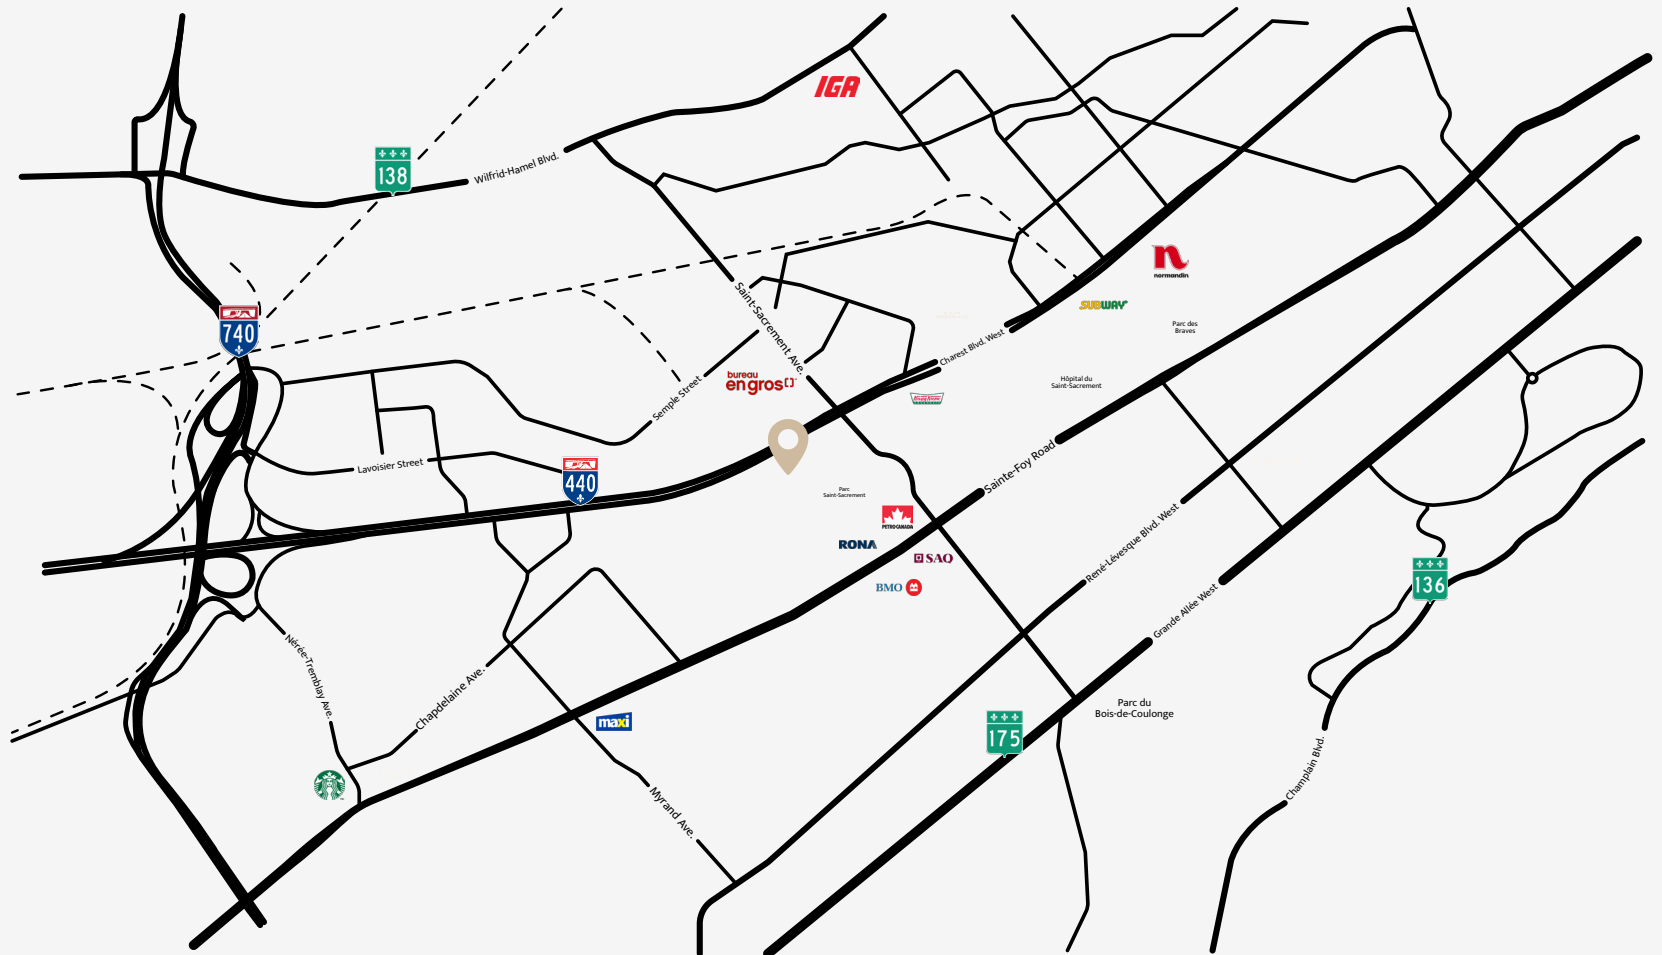 IGA
138
Wilfrid-Hamel Blvd.
normandin
SUBWAY
740
Saint-Sacrement Ave.
Parc des
Braves
Charest Blvd. West
bureau
en gros
Semple Street
Hôpital du
Saint-Sacrement
Krispy Kreme
Lavoisier Street
440
Sainte-Foy Road
Parc
Saint-Sacrement
PETRO-CANADA
RONA
SAQ
BMO
René-Lévesque Blvd. West
136
Grande Allée West
Nérée-Tremblay Ave.
Chapdelaine Ave.
maxi
175
Parc du
Bois-de-Coulonge
Champlain Blvd.
Myrand Ave.